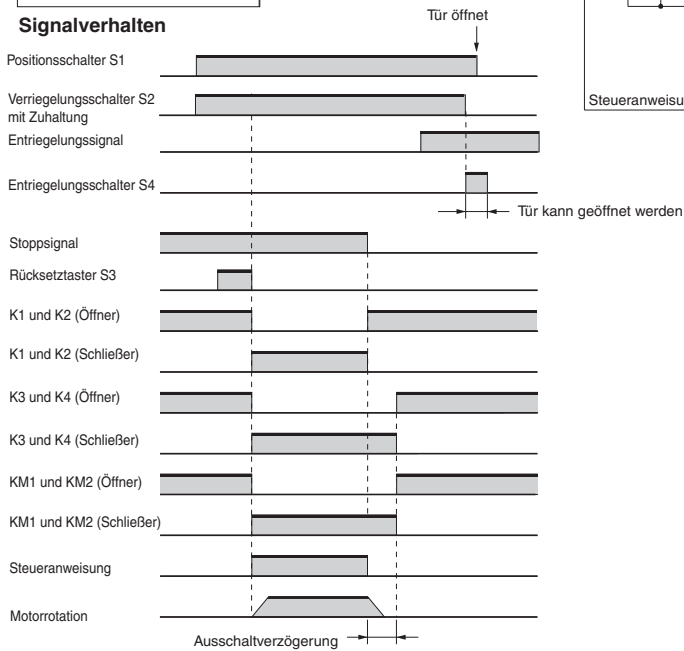 Signalverhalten
Tür öffnet
Positionsschalter S1
Verriegelungsschalter S2
mit Zuhaltung
Entriegelungssignal
Entriegelungsschalter S4
Tür kann geöffnet werden
Stoppsignal
Rücksetztaster S3
K1 und K2 (Öffner)
K1 und K2 (Schließer)
K3 und K4 (Öffner)
K3 und K4 (Schließer)
KM1 und KM2 (Öffner)
KM1 und KM2 (Schließer)
Steueranweisung
Motorrotation
Ausschaltverzögerung
Steueranweisu